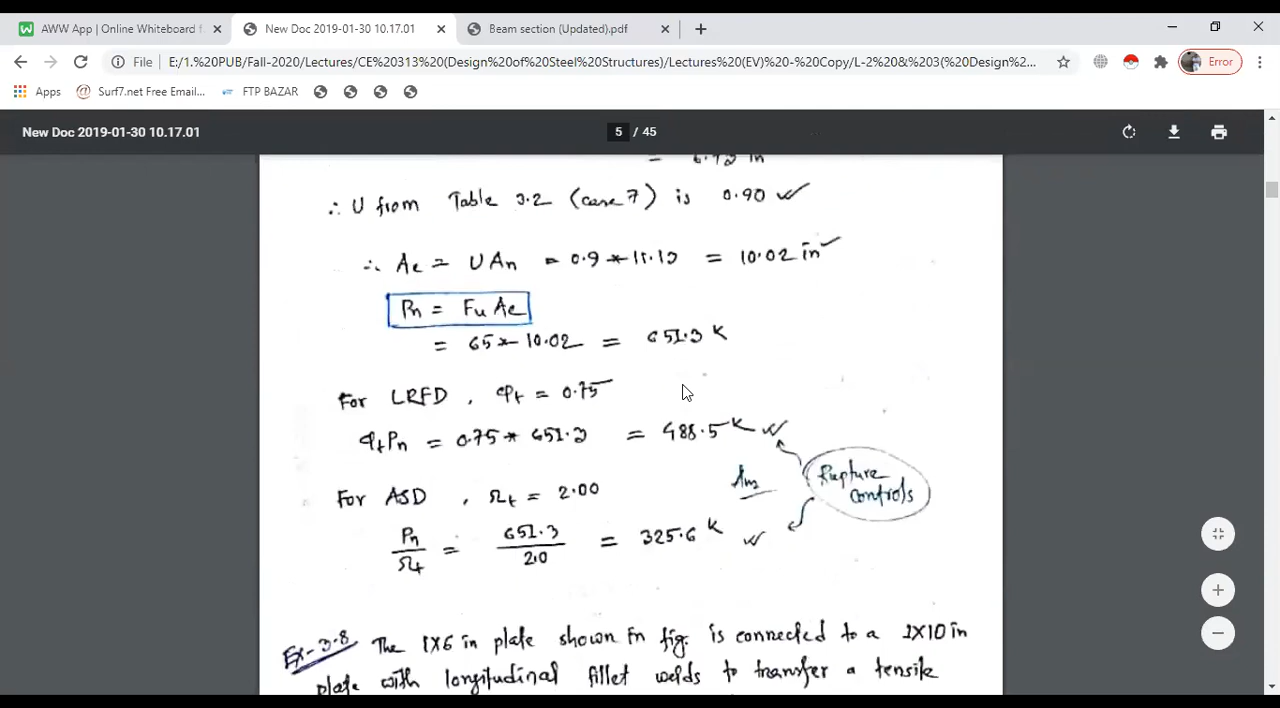 AWW App | Online Whiteboard f
New Doc 2019-01-30 10.17.01
Beam section (Updated).pdf
File
E:/1.%20PUB/Fall-2020/Lectures/CE%20313%20(Design%20of%20Steel%20Structures)/Lectures%20(EV)%20-%20Copy/L-2%20&%203(%20Design%2...
Error
Apps
Surf7.net Free Email...
FTP BAZAR
New Doc 2019-01-30 10.17.01
5 / 45
∴ U from Table 3.2 (case 7) is 0.90 ✓
∴ Ae = UAn = 0.9 * 11.13 = 10.02 in
Pn = Fu Ae
= 65 * 10.02 = 651.3 K
For LRFD, φt = 0.75
φtPn = 0.75 * 651.3 = 488.5 K
For ASD, Ωt = 2.00
Ans
Rupture
controls
Pn/Ωt = 651.3/2.0 = 325.6 K
Ex-3-8 The 1X6 in plate shown in fig. is connected to a 1X10 in
plate with longitudinal fillet welds to transfer a tensile